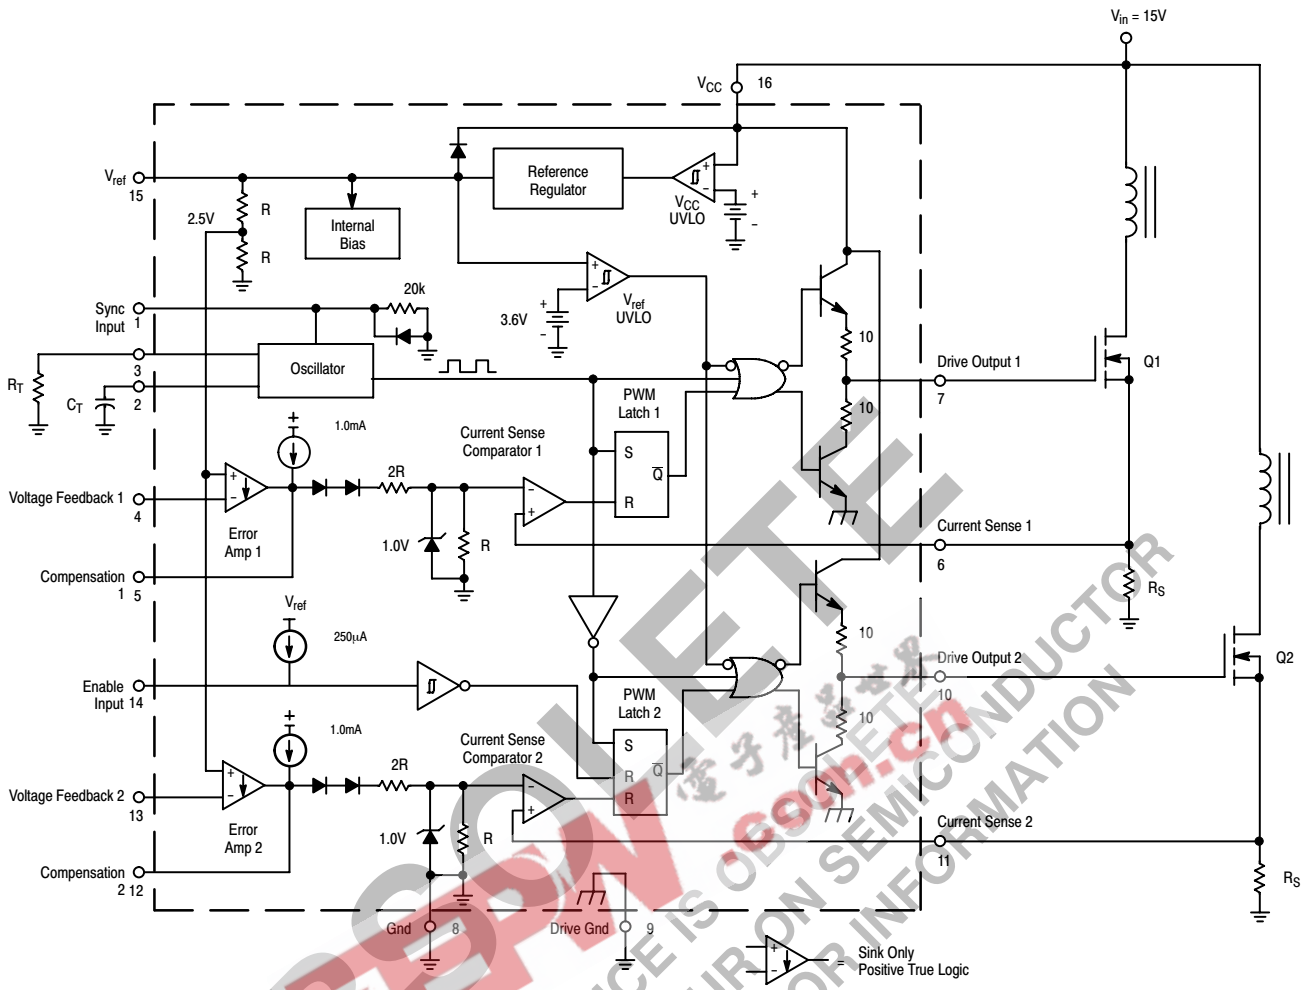 Vin = 15V
VCC 16
Vref
15
Reference
Regulator
+
−
VCC
UVLO
+
−
2.5V
R
R
Internal
Bias
Sync
Input
1
20k
3.6V
+
−
+
−
Vref
UVLO
3
RT
2
CT
Oscillator
10
10
Drive Output 1
7
Q1
PWM
Latch 1
S
R
Q
+
1.0mA
Current Sense
Comparator 1
+
−
2R
−
+
Voltage Feedback 1
4
Error
Amp 1
1.0V
R
Current Sense 1
6
RS
Compensation
1 5
Vref
250µA
Enable
Input
14
10
10
Drive Output 2
10
Q2
PWM
Latch 2
S
R
R
Q
+
1.0mA
Current Sense
Comparator 2
+
−
2R
−
+
Voltage Feedback 2
13
Error
Amp 2
1.0V
R
Current Sense 2
11
RS
Compensation
2 12
Gnd 8
Drive Gnd 9
+
−
= Sink Only
Positive True Logic
.com.cn